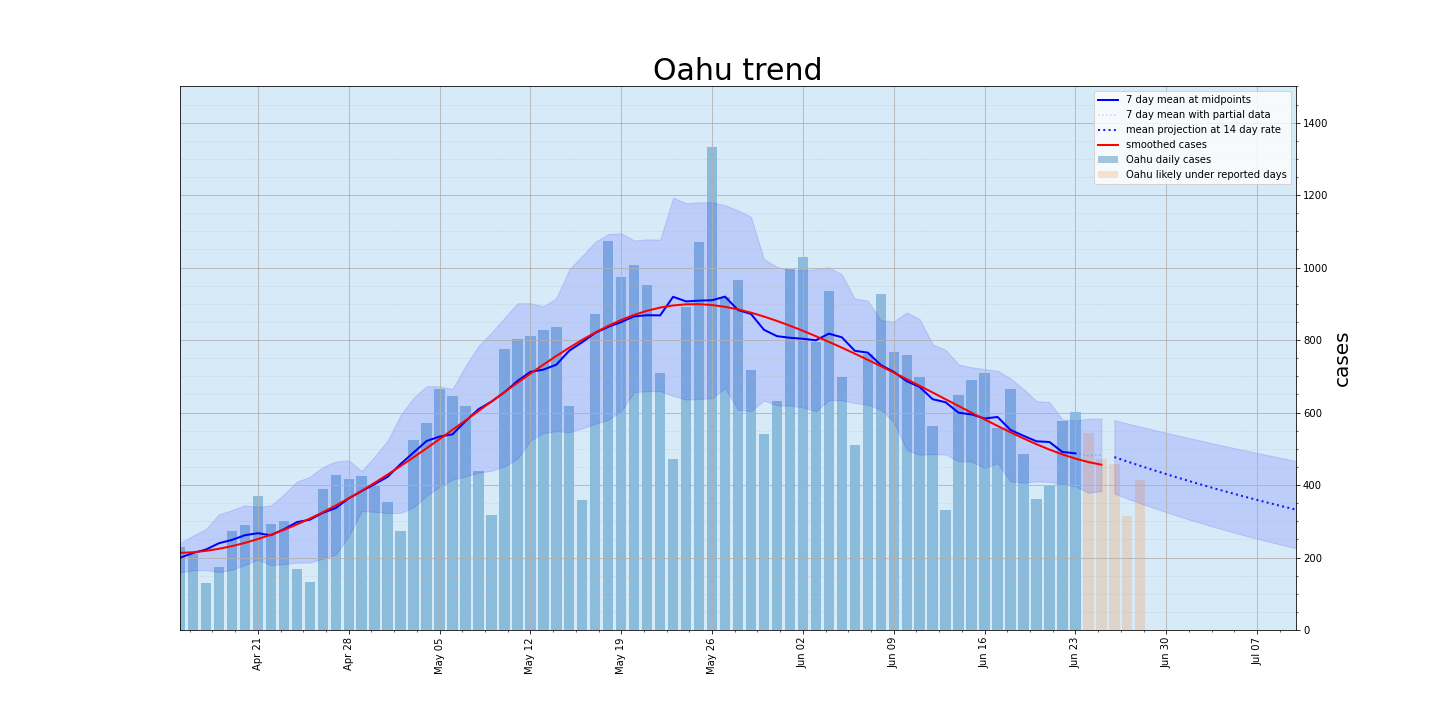 Oahu trend
7 day mean at midpoints
7 day mean with partial data
mean projection at 14 day rate
smoothed cases
Oahu daily cases
Oahu likely under reported days
1400
1200
1000
800
600
400
200
0
cases
Apr 21
Apr 28
May 05
May 12
May 19
May 26
Jun 02
Jun 09
Jun 16
Jun 23
Jun 30
Jul 07